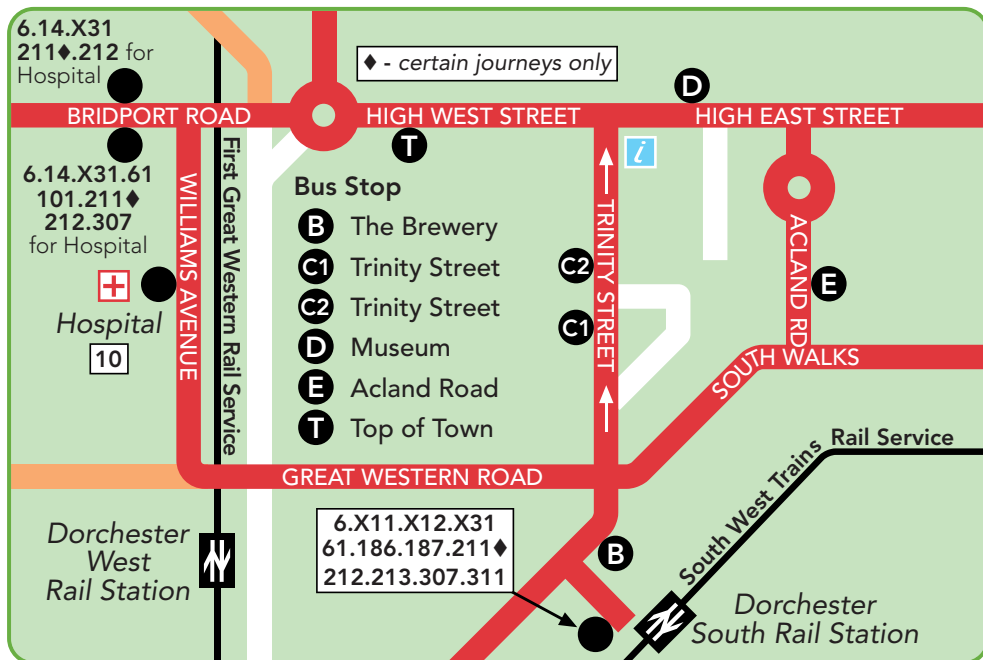 6.14.X31
211♦.212 for
Hospital
♦ - certain journeys only
D
BRIDPORT ROAD
HIGH WEST STREET
HIGH EAST STREET
T
i
6.14.X31.61
101.211♦
212.307
for Hospital
WILLIAMS AVENUE
First Great Western Rail Service
Bus Stop
B The Brewery
C1 Trinity Street
C2 Trinity Street
D Museum
E Acland Road
T Top of Town
C2
C1
TRINITY STREET
ACLAND RD
E
Hospital
10
SOUTH WALKS
GREAT WESTERN ROAD
South West Trains Rail Service
Dorchester
West
Rail Station
6.X11.X12.X31
61.186.187.211♦
212.213.307.311
B
Dorchester
South Rail Station